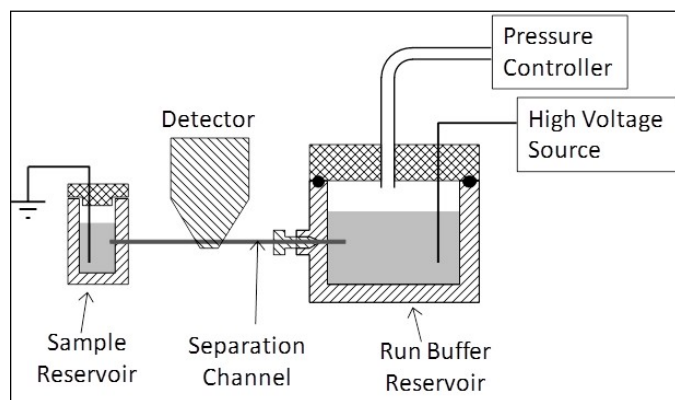 Pressure
Controller
High Voltage
Source
Detector
Sample
Reservoir
Separation
Channel
Run Buffer
Reservoir